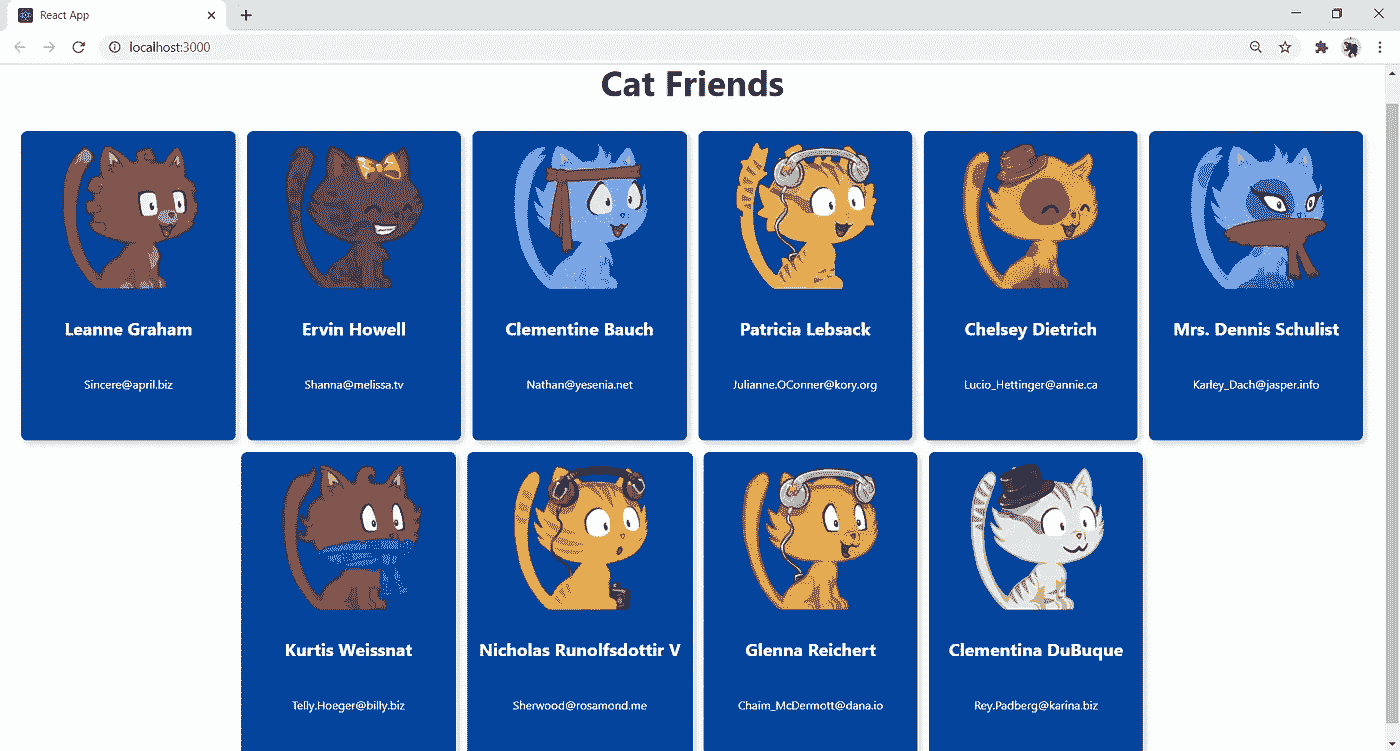 React App
localhost:3000
Cat Friends
Leanne Graham
Ervin Howell
Clementine Bauch
Patricia Lebsack
Chelsey Dietrich
Mrs. Dennis Schulist
Sincere@april.biz
Shanna@melissa.tv
Nathan@yesenia.net
Julianne.OConner@kory.org
Lucio_Hettinger@annie.ca
Karley_Dach@jasper.info
Kurtis Weissnat
Nicholas Runolfsdottir V
Glenna Reichert
Clementina DuBuque
Telly.Hoeger@billy.biz
Sherwood@rosamond.me
Chaim_McDermott@dana.io
Rey.Padberg@karina.biz